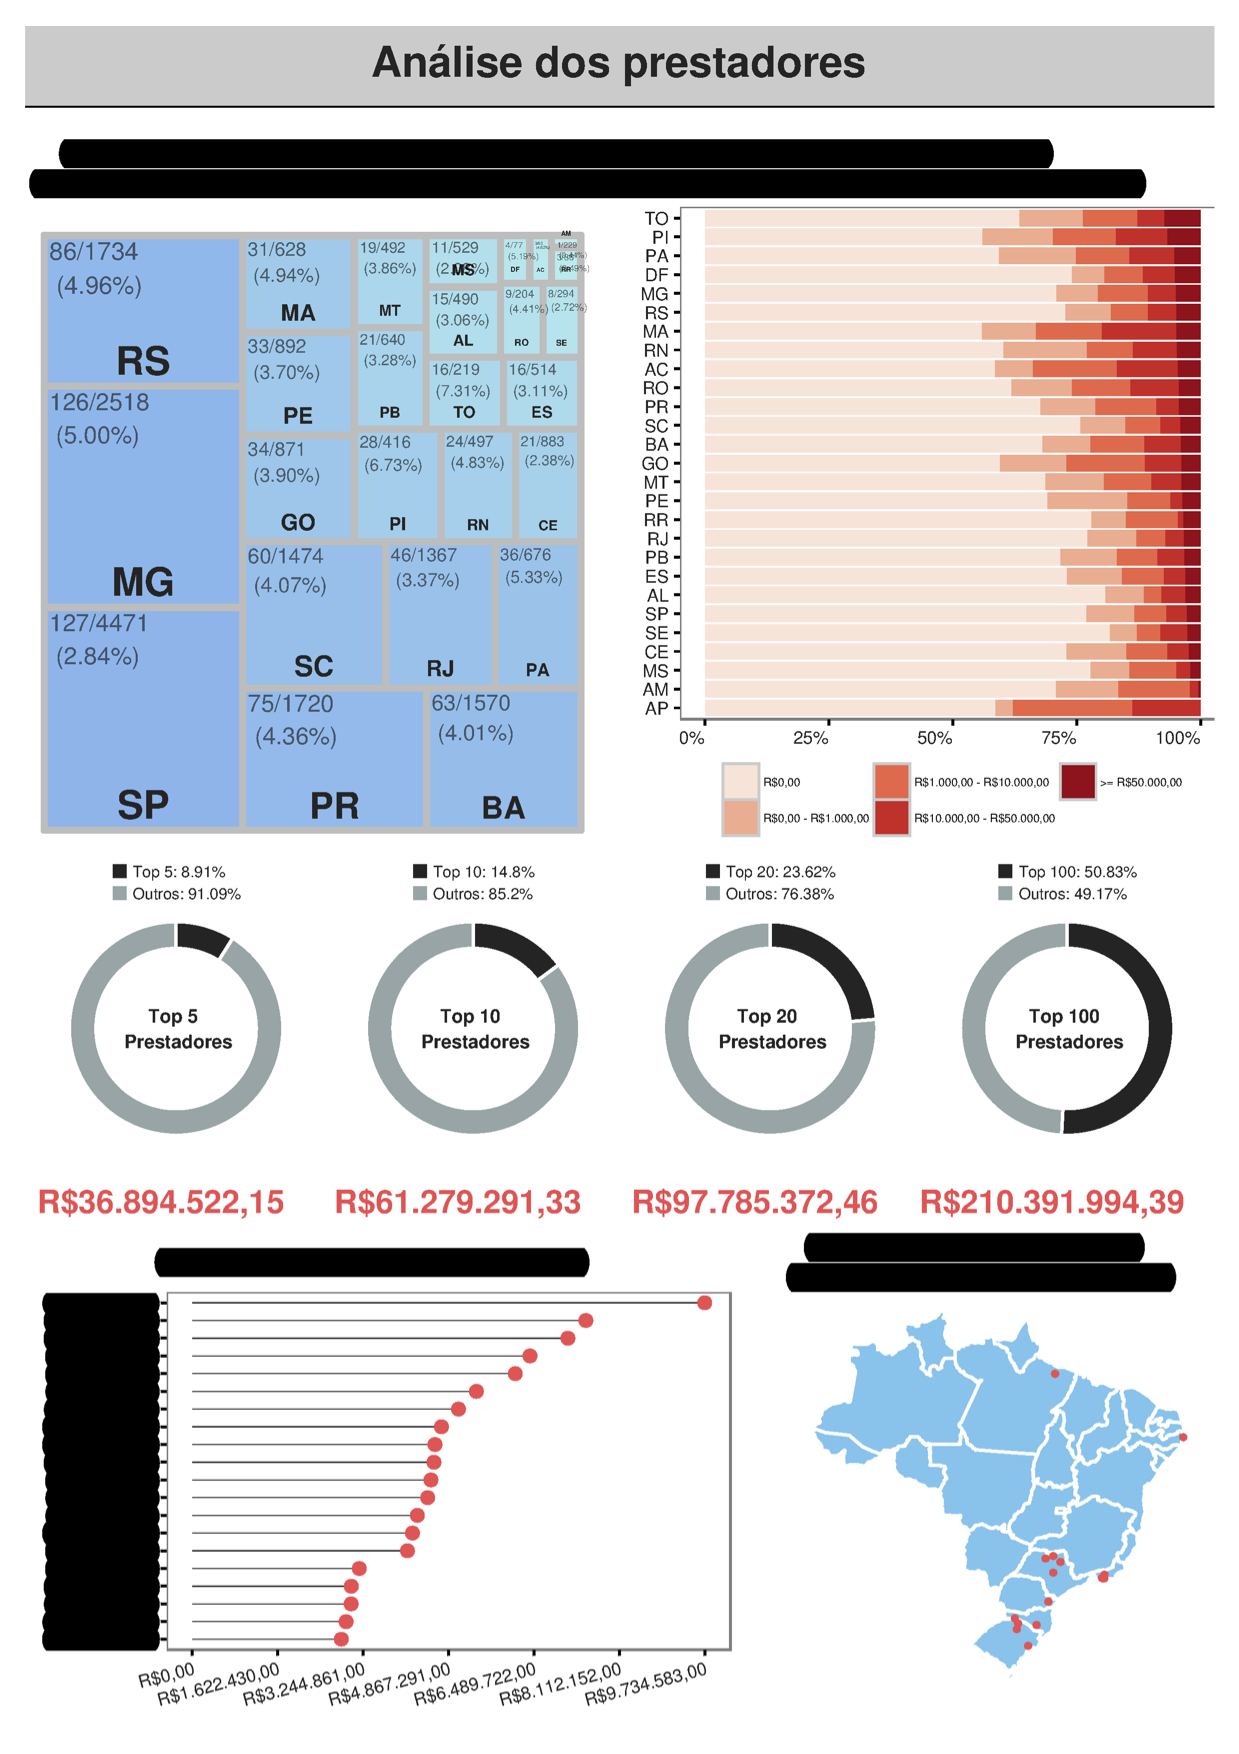 Análise dos prestadores
86/1734
(4.96%)
RS
126/2518
(5.00%)
MG
127/4471
(2.84%)
SP
31/628
(4.94%)
MA
33/892
(3.70%)
PE
34/871
(3.90%)
GO
19/492
(3.86%)
MT
21/640
(3.28%)
PB
28/416
(6.73%)
PI
11/529
MS
15/490
(3.06%)
AL
16/219
(7.31%)
TO
24/497
(4.83%)
RN
4/77
(5.19%)
DF
AC
AM
1/229
RR
9/204
(4.41%)
RO
8/294
(2.72%)
SE
16/514
(3.11%)
ES
21/883
(2.38%)
CE
60/1474
(4.07%)
SC
46/1367
(3.37%)
RJ
36/676
(5.33%)
PA
75/1720
(4.36%)
PR
63/1570
(4.01%)
BA
TO
PI
PA
DF
MG
RS
MA
RN
AC
RO
PR
SC
BA
GO
MT
PE
RR
RJ
PB
ES
AL
SP
SE
CE
MS
AM
AP
0% 25% 50% 75% 100%
R$0,00
R$0,00 - R$1.000,00
R$1.000,00 - R$10.000,00
R$10.000,00 - R$50.000,00
>= R$50.000,00
Top 5: 8.91%
Outros: 91.09%
Top 5
Prestadores
R$36.894.522,15
Top 10: 14.8%
Outros: 85.2%
Top 10
Prestadores
R$61.279.291,33
Top 20: 23.62%
Outros: 76.38%
Top 20
Prestadores
R$97.785.372,46
Top 100: 50.83%
Outros: 49.17%
Top 100
Prestadores
R$210.391.994,39
R$0,00
R$1.622.430,00
R$3.244.861,00
R$4.867.291,00
R$6.489.722,00
R$8.112.152,00
R$9.734.583,00